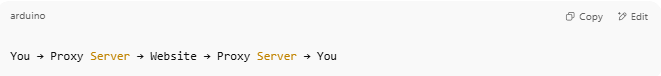 arduino Copy Edit
You → Proxy Server → Website → Proxy Server → You